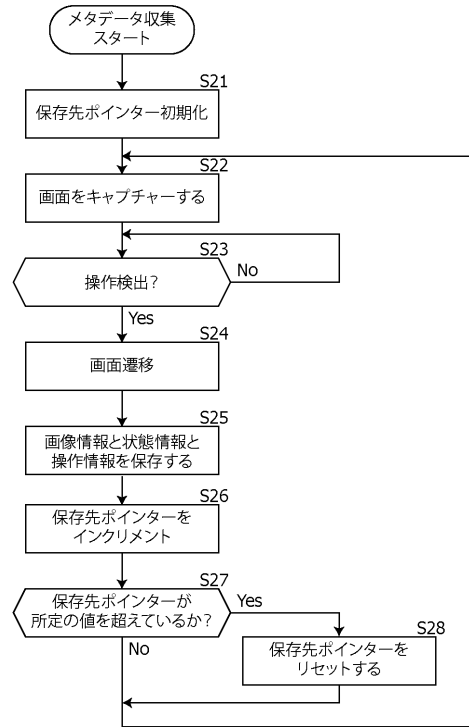 メタデータ収集
スタート
S21
保存先ポインター初期化
S22
画面をキャプチャーする
S23
操作検出？
No
Yes
S24
画面遷移
S25
画像情報と状態情報と
操作情報を保存する
S26
保存先ポインターを
インクリメント
S27
保存先ポインターが
所定の値を超えているか？
Yes
No
S28
保存先ポインターを
リセットする